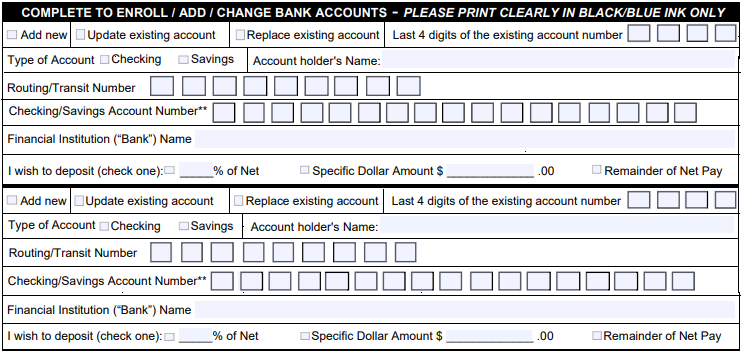 COMPLETE TO ENROLL / ADD / CHANGE BANK ACCOUNTS - PLEASE PRINT CLEARLY IN BLACK/BLUE INK ONLY
Add new Update existing account Replace existing account Last 4 digits of the existing account number
Type of Account Checking Savings Account holder's Name:
Routing/Transit Number
Checking/Savings Account Number**
Financial Institution (“Bank”) Name
I wish to deposit (check one): _____% of Net Specific Dollar Amount $ _____________ .00 Remainder of Net Pay
Add new Update existing account Replace existing account Last 4 digits of the existing account number
Type of Account Checking Savings Account holder's Name:
Routing/Transit Number
Checking/Savings Account Number**
Financial Institution (“Bank”) Name
I wish to deposit (check one): _____% of Net Specific Dollar Amount $ _____________ .00 Remainder of Net Pay